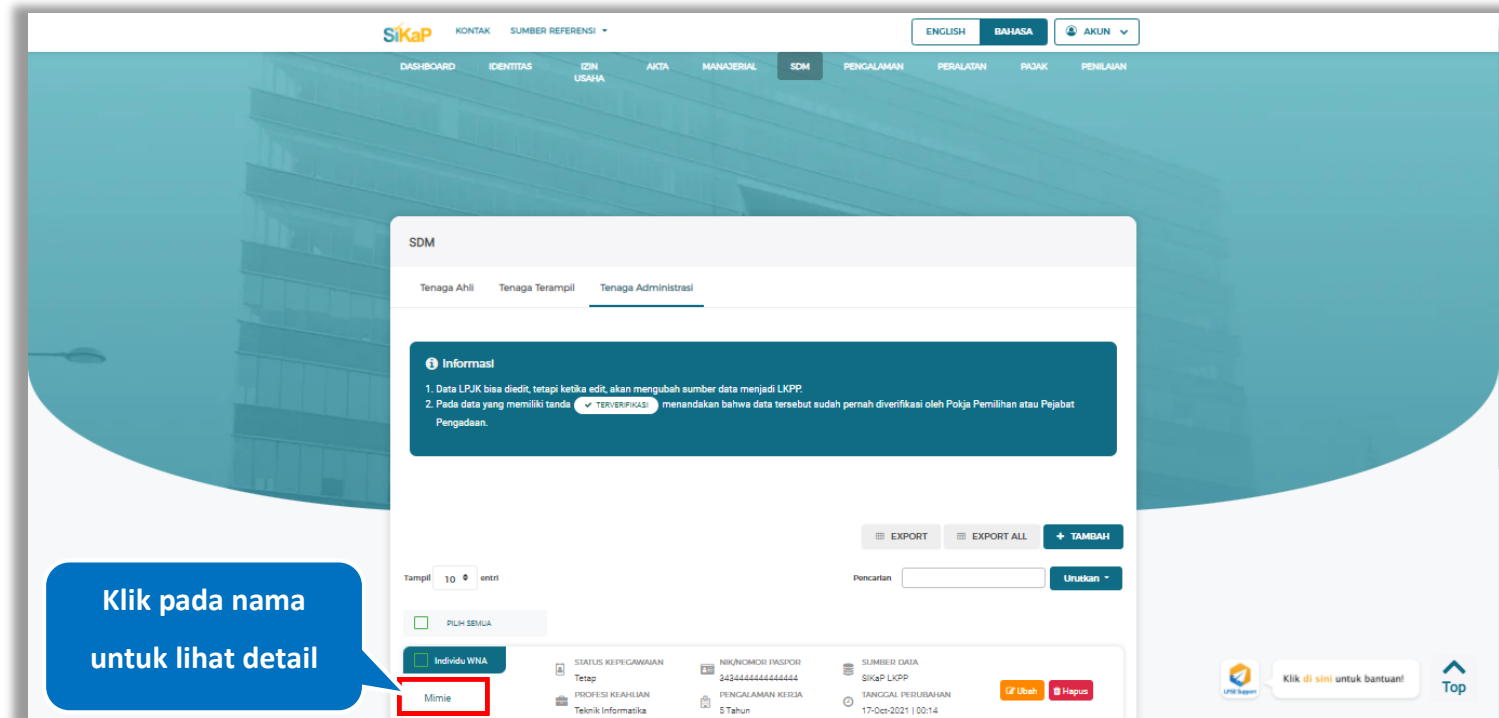 SiKaP KONTAK SUMBER REFERENSI ENGLISH BAHASA AKUN
DASHBOARD IDENTITAS IZIN USAHA AKTA MANAJERIAL SDM PENGALAMAN PERALATAN PAJAK PENILAIAN
SDM
Tenaga Ahli Tenaga Terampil Tenaga Administrasi
Informasi
1. Data LPJK bisa diedit, tetapi ketika edit, akan mengubah sumber data menjadi LKPP.
2. Pada data yang memiliki tanda TERVERIFIKASI menandakan bahwa data tersebut sudah pernah diverifikasi oleh Pokja Pemilihan atau Pejabat
Pengadaan.
EXPORT EXPORT ALL + TAMBAH
Tampil 10 entri Pencarian Urutkan
PILIH SEMUA
Klik pada nama
untuk lihat detail
Individu WNA
Mimie
STATUS KEPEGAWAIAN
Tetap
PROFESI KEAHLIAN
Teknik Informatika
NIK/NOMOR PASPOR
3434444444444444
PENGALAMAN KERJA
5 Tahun
SUMBER DATA
SIKaP LKPP
TANGGAL PERUBAHAN
17-Oct-2021 | 00:14
Ubah Hapus
LPSE Support
Klik di sini untuk bantuan!
Top